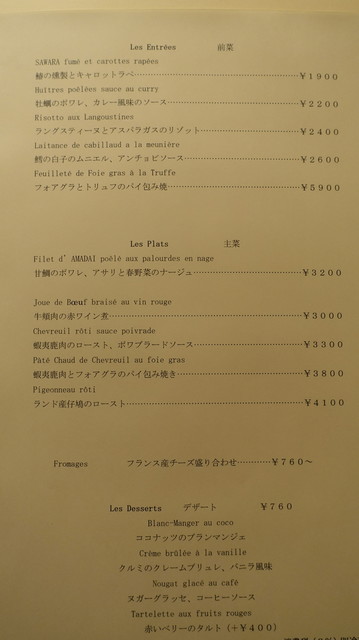 Les Entrées 前菜
SAWARA fumé et carottes rapées
鰆の燻製とキャロットラペ…………………………………………¥1900
Huîtres poêlées sauce au curry
牡蠣のポワレ、カレー風味のソース………………………………¥2200
Risotto aux Langoustines
ラングスティーヌとアスパラガスのリゾット……………………¥2400
Laitance de cabillaud a la meunière
鱈の白子のムニエル、アンチョビソース…………………………¥2600
Feuilleté de Foie gras à la Truffe
フォアグラとトリュフのパイ包み焼………………………………¥5900
Les Plats 主菜
Filet d' AMADAI poêlé aux palourdes en nage
甘鯛のポワレ、アサリと春野菜のナージュ………………………¥3200
Joue de Bœuf braisé au vin rouge
牛頬肉の赤ワイン煮…………………………………………………¥3000
Chevreuil rôti sauce poivrade
蝦夷鹿肉のロースト、ポワブラードソース………………………¥3300
Pâté Chaud de Chevreuil au foie gras
蝦夷鹿肉とフォアグラのパイ包み焼き……………………………¥3800
Pigeonneau rôti
ランド産仔鳩のロースト……………………………………………¥4100
Fromages フランス産チーズ盛り合わせ…………¥760～
Les Desserts デザート ¥760
Blanc-Manger au coco
ココナッツのブランマンジェ
Crème brûlée à la vanille
クルミのクレームブリュレ、バニラ風味
Nougat glacé au café
ヌガーグラッセ、コーヒーソース
Tartelette aux fruits rouges
赤いベリーのタルト（+¥400）